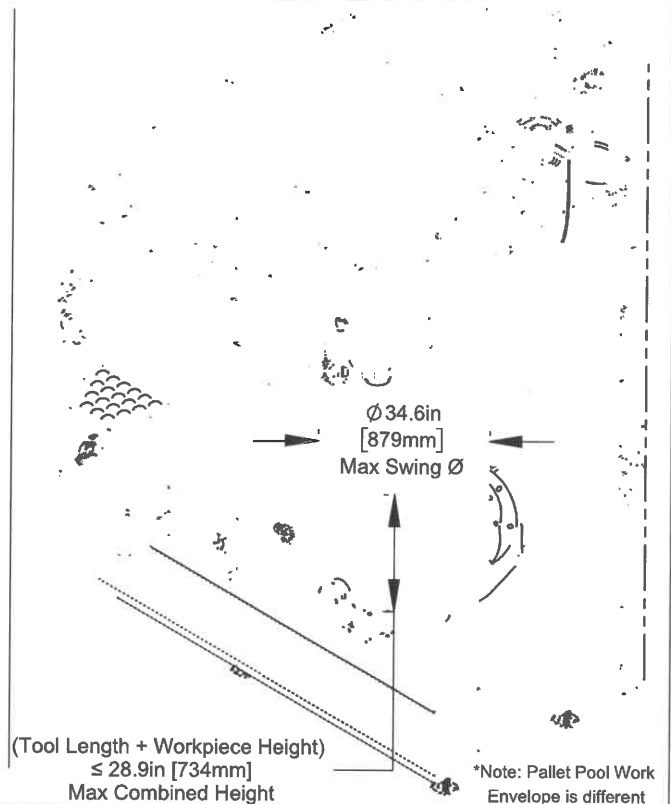 Ø34.6in
[879mm]
Max Swing Ø
(Tool Length + Workpiece Height)
≤ 28.9in [734mm]
Max Combined Height
*Note: Pallet Pool Work
Envelope is different